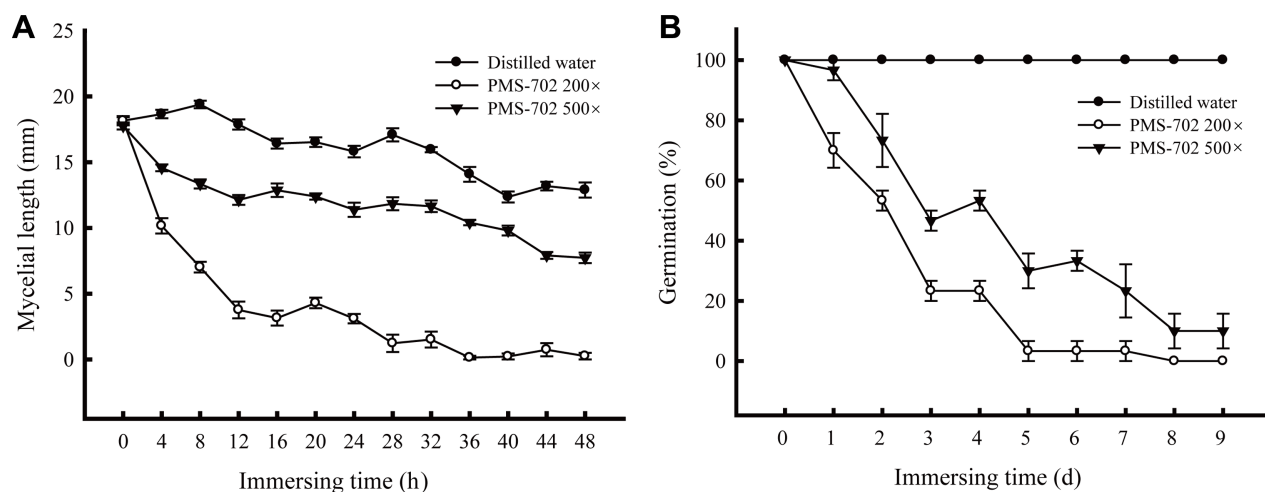 A
25
20
15
10
5
0
Mycelial length (mm)
Distilled water
PMS-702 200×
PMS-702 500×
0 4 8 12 16 20 24 28 32 36 40 44 48
Immersing time (h)
B
100
80
60
40
20
0
Germination (%)
Distilled water
PMS-702 200×
PMS-702 500×
0 1 2 3 4 5 6 7 8 9
Immersing time (d)